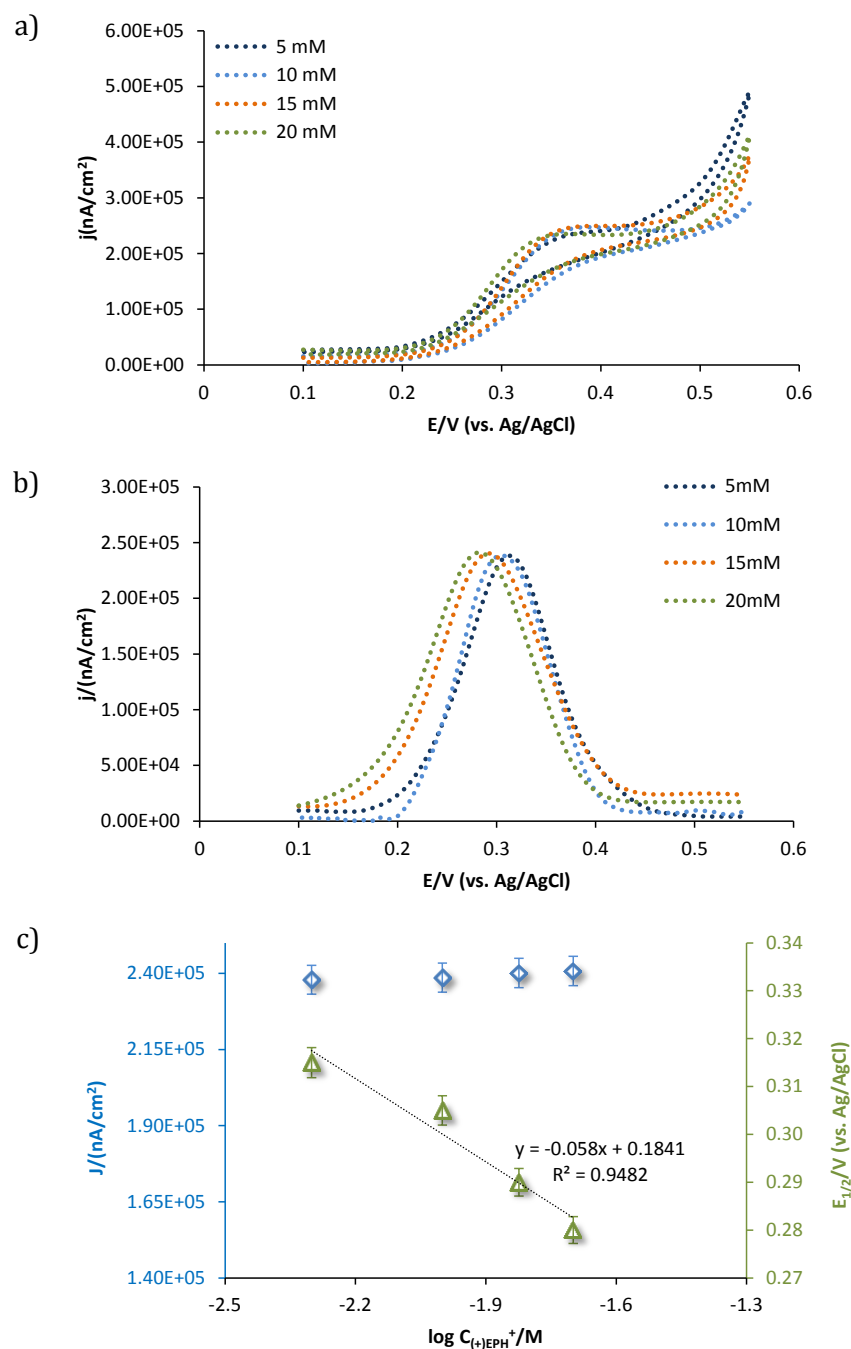 a)
6.00E+05
5.00E+05
4.00E+05
3.00E+05
2.00E+05
1.00E+05
0.00E+00
j(nA/cm²)
5 mM
10 mM
15 mM
20 mM
0 0.1 0.2 0.3 0.4 0.5 0.6
E/V (vs. Ag/AgCl)
b)
3.00E+05
2.50E+05
2.00E+05
1.50E+05
1.00E+05
5.00E+04
0.00E+00
j/(nA/cm²)
5mM
10mM
15mM
20mM
0 0.1 0.2 0.3 0.4 0.5 0.6
E/V (vs. Ag/AgCl)
c)
2.40E+05
2.15E+05
1.90E+05
1.65E+05
1.40E+05
J/(nA/cm²)
y = -0.058x + 0.1841
R² = 0.9482
0.34
0.33
0.32
0.31
0.30
0.29
0.28
0.27
E1/2/V (vs. Ag/AgCl)
-2.5 -2.2 -1.9 -1.6 -1.3
log C(+)EPH⁺/M